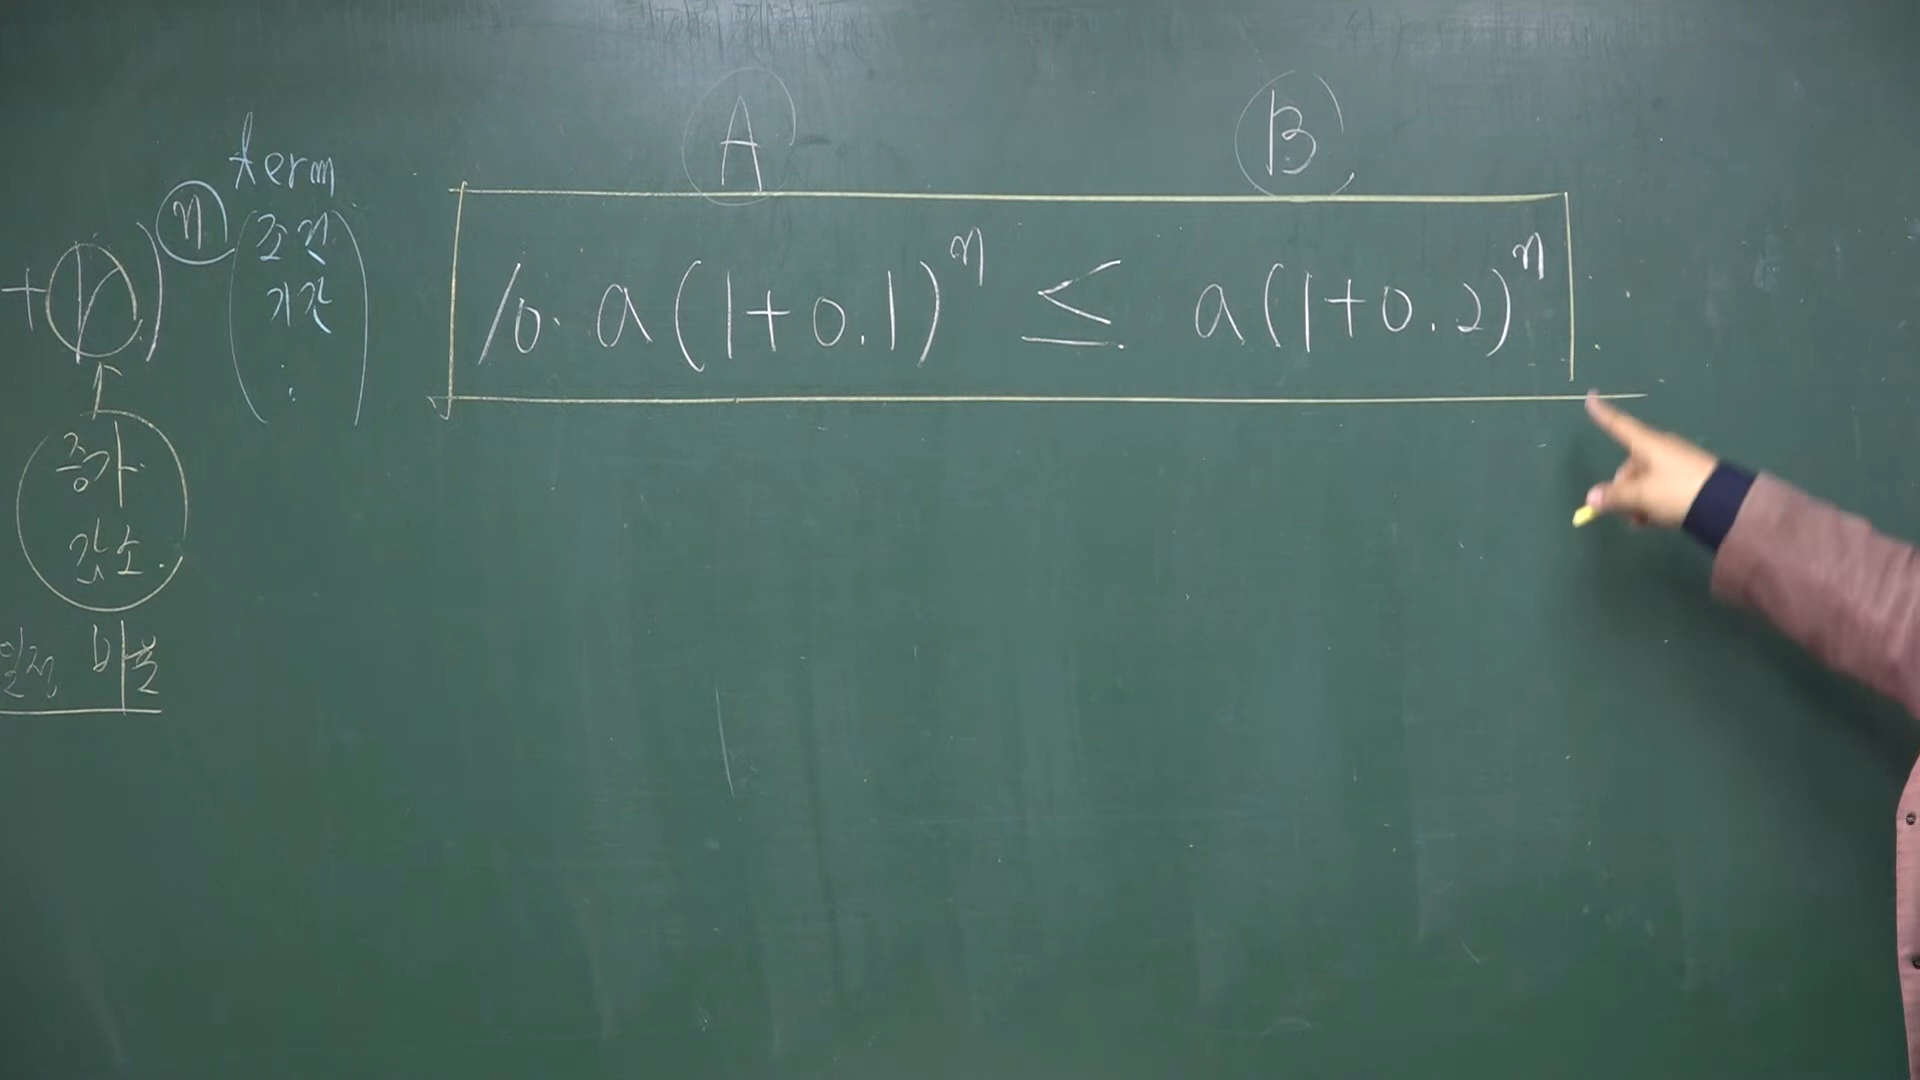 A B
term
+r)ⁿ (조건
기간
⋮)
10·a(1+0.1)ⁿ ≤ a(1+0.2)ⁿ
증가
감소
일정 비율